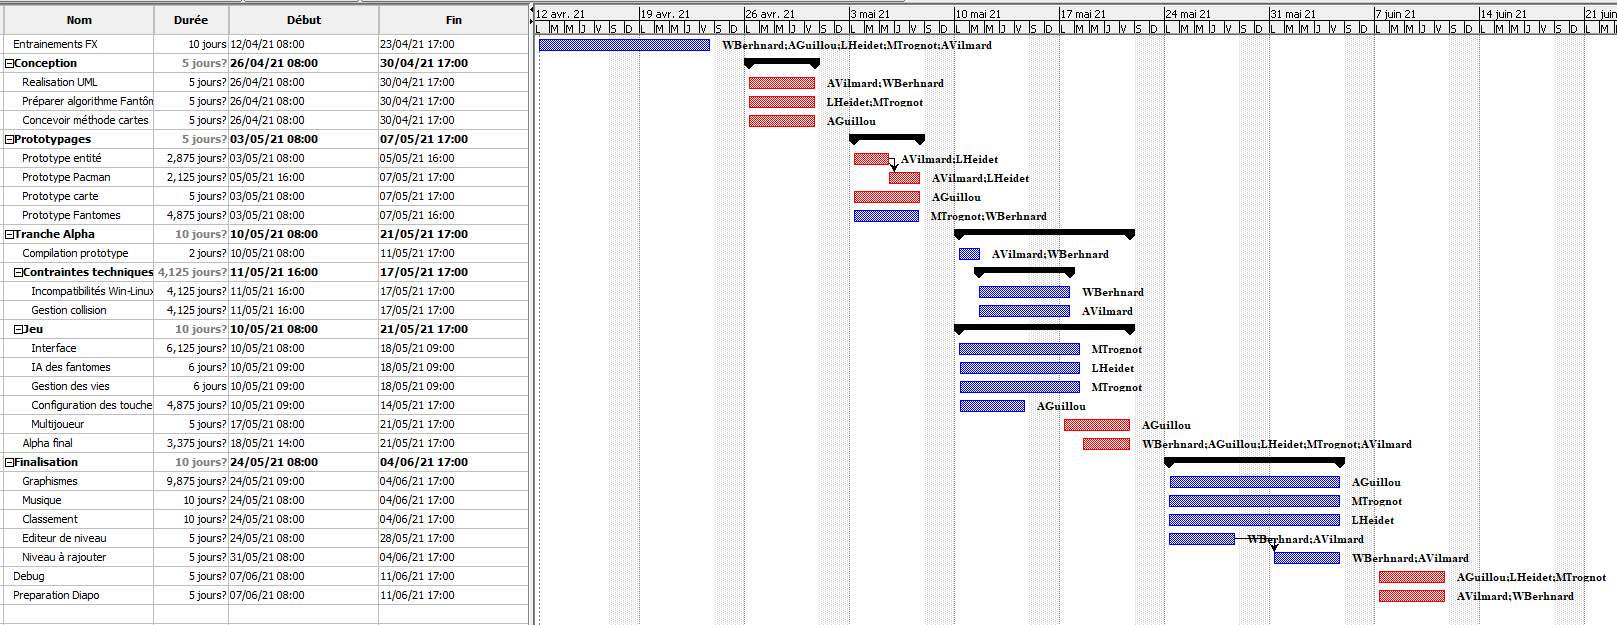 Nom Durée Début Fin 12 avr. 21 19 avr. 21 26 avr. 21 3 mai 21 10 mai 21 17 mai 21 24 mai 21 31 mai 21 7 juin 21 14 juin 21 21 juin
L M M J V S D L M M J V S D L M M J V S D L M M J V S D L M M J V S D L M M J V S D L M M J V S D L M M J V S D L M M J V S D L M M J V S D L M
Entrainements FX 10 jours 12/04/21 08:00 23/04/21 17:00 WBerhnard;AGuillou;LHeidet;MTrognot;AVilmard
Conception 5 jours? 26/04/21 08:00 30/04/21 17:00
Realisation UML 5 jours? 26/04/21 08:00 30/04/21 17:00 AVilmard;WBerhnard
Préparer algorithme Fantôm 5 jours? 26/04/21 08:00 30/04/21 17:00 LHeidet;MTrognot
Concevoir méthode cartes 5 jours? 26/04/21 08:00 30/04/21 17:00 AGuillou
Prototypages 5 jours? 03/05/21 08:00 07/05/21 17:00
Prototype entité 2,875 jours? 03/05/21 08:00 05/05/21 16:00 AVilmard;LHeidet
Prototype Pacman 2,125 jours? 05/05/21 16:00 07/05/21 17:00 AVilmard;LHeidet
Prototype carte 5 jours? 03/05/21 08:00 07/05/21 17:00 AGuillou
Prototype Fantomes 4,875 jours? 03/05/21 08:00 07/05/21 16:00 MTrognot;WBerhnard
Tranche Alpha 10 jours? 10/05/21 08:00 21/05/21 17:00
Compilation prototype 2 jours? 10/05/21 08:00 11/05/21 17:00 AVilmard;WBerhnard
Contraintes techniques 4,125 jours? 11/05/21 16:00 17/05/21 17:00
Incompatibilités Win-Linux 4,125 jours? 11/05/21 16:00 17/05/21 17:00 WBerhnard
Gestion collision 4,125 jours? 11/05/21 16:00 17/05/21 17:00 AVilmard
Jeu 10 jours? 10/05/21 08:00 21/05/21 17:00
Interface 6,125 jours? 10/05/21 08:00 18/05/21 09:00 MTrognot
IA des fantomes 6 jours? 10/05/21 09:00 18/05/21 09:00 LHeidet
Gestion des vies 6 jours 10/05/21 09:00 18/05/21 09:00 MTrognot
Configuration des touche 4,875 jours? 10/05/21 09:00 14/05/21 17:00 AGuillou
Multijoueur 5 jours? 17/05/21 08:00 21/05/21 17:00 AGuillou
Alpha final 3,375 jours? 18/05/21 14:00 21/05/21 17:00 WBerhnard;AGuillou;LHeidet;MTrognot;AVilmard
Finalisation 10 jours? 24/05/21 08:00 04/06/21 17:00
Graphismes 9,875 jours? 24/05/21 09:00 04/06/21 17:00 AGuillou
Musique 10 jours? 24/05/21 08:00 04/06/21 17:00 MTrognot
Classement 10 jours? 24/05/21 08:00 04/06/21 17:00 LHeidet
Editeur de niveau 5 jours? 24/05/21 08:00 28/05/21 17:00 WBerhnard;AVilmard
Niveau à rajouter 5 jours? 31/05/21 08:00 04/06/21 17:00 WBerhnard;AVilmard
Debug 5 jours? 07/06/21 08:00 11/06/21 17:00 AGuillou;LHeidet;MTrognot
Preparation Diapo 5 jours? 07/06/21 08:00 11/06/21 17:00 AVilmard;WBerhnard